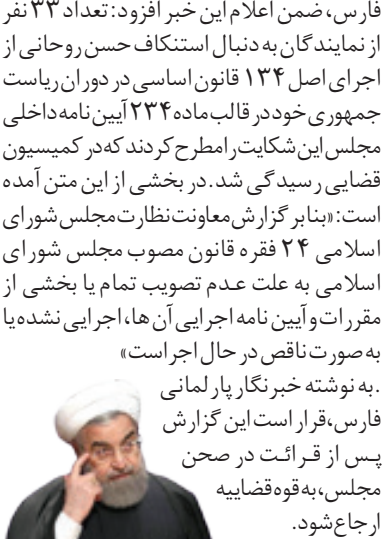 فارس، ضمن اعلام این خبر افزود: تعداد ۳۳ نفر
از نمایندگان به دنبال استنکاف حسن روحانی از
اجرای اصل ۱۳۴ قانون اساسی در دوران ریاست
جمهوری خود در قالب ماده ۲۳۴ آیین نامه داخلی
مجلس این شکایت را مطرح کردند که در کمیسیون
قضایی رسیدگی شد. در بخشی از این متن آمده
است: «بنابر گزارش معاونت نظارت مجلس شورای
اسلامی ۲۴ فقره قانون مصوب مجلس شورای
اسلامی به علت عدم تصویب تمام یا بخشی از
مقررات و آیین نامه اجرایی آن ها، اجرایی نشده یا
به صورت ناقص در حال اجر است»
.به نوشته خبرنگار پارلمانی
فارس، قرار است این گزارش
پس از قرائت در صحن
مجلس، به قوه قضاییه
ارجاع شود.